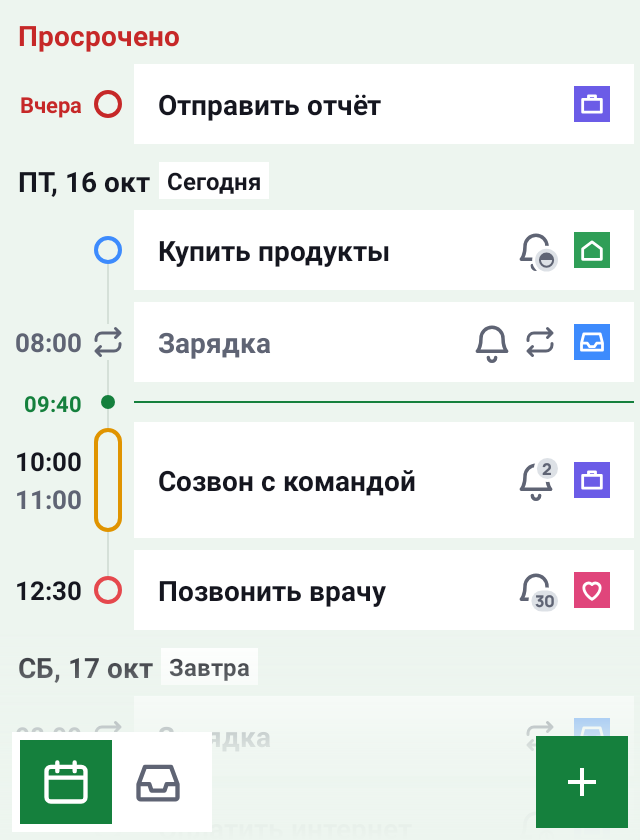 Просрочено
Вчера Отправить отчёт
ПТ, 16 окт Сегодня
Купить продукты
08:00 Зарядка
09:40
10:00
11:00
Созвон с командой 2
12:30 Позвонить врачу 30
СБ, 17 окт Завтра